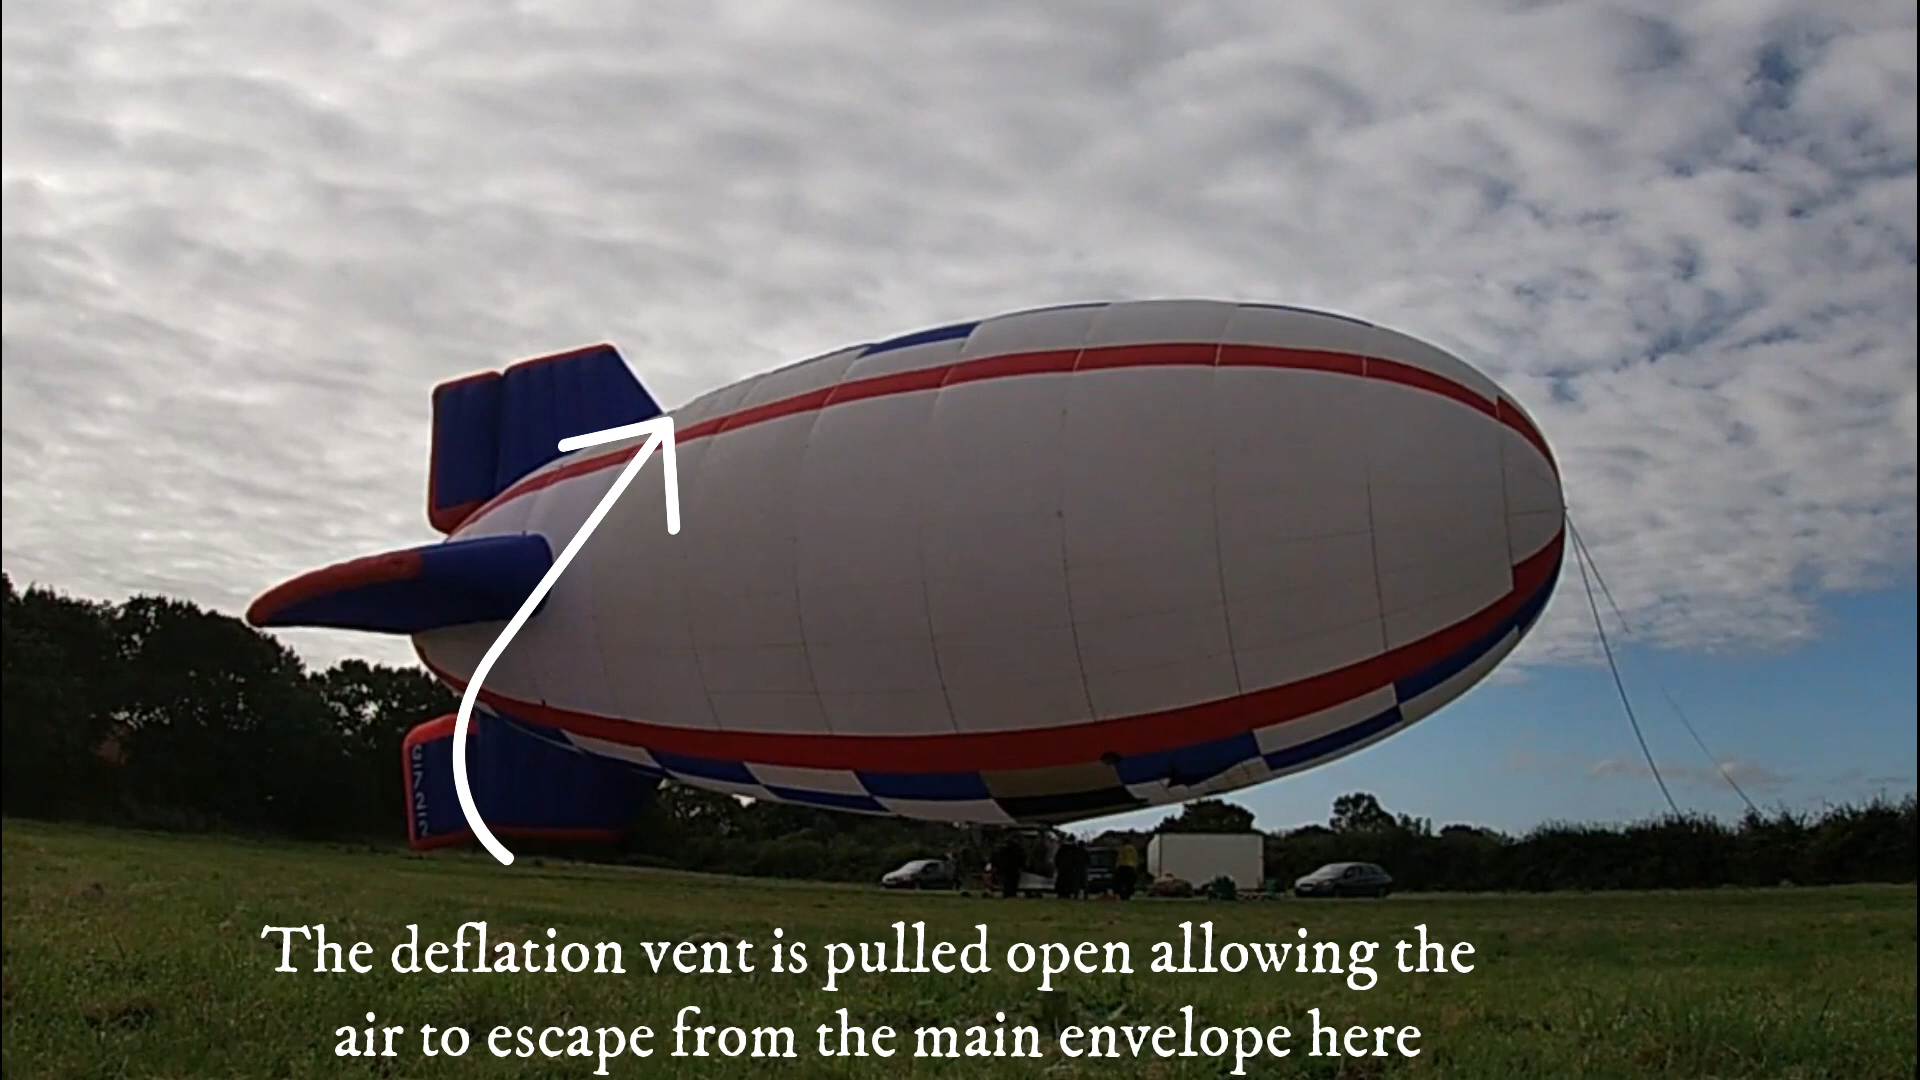 The deflation vent is pulled open allowing the
air to escape from the main envelope here